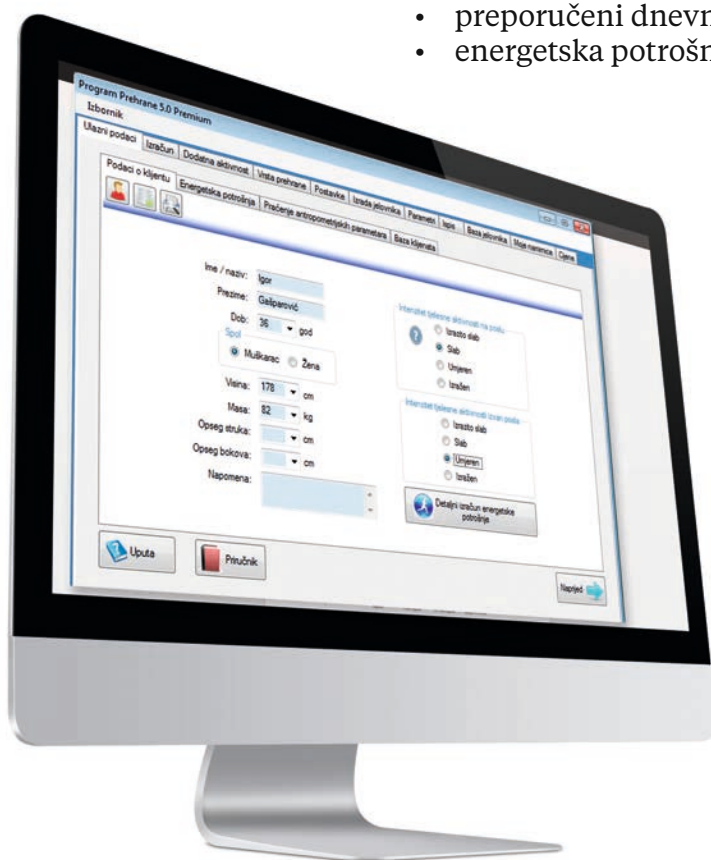 • preporučeni dnevn
• energetska potrošn
Program Prehrane 5.0 Premium
Izbornik
Ulazni podaci Izračun Dodatna aktivnost Vrsta prehrane Postavke Izrada jelovnika Parametri Ispis Baza jelovnika Moje namirnice Cijene
Podaci o klijentu Energetska potrošnja Praćenje antropometrijskih parametara Baza klijenata
Ime / naziv: Igor
Prezime: Gašparović
Dob: 36 god
Spol
Muškarac Žena
Visina: 178 cm
Masa: 82 kg
Opseg struka: cm
Opseg bokova: cm
Napomena:
Intenzitet tjelesne aktivnosti na poslu
Izrazito slab
Slab
Umjeren
Izražen
Intenzitet tjelesne aktivnosti izvan posla
Izrazito slab
Slab
Umjeren
Izražen
Detaljni izračun energetske
potrošnje
Uputa
Priručnik
Naprijed